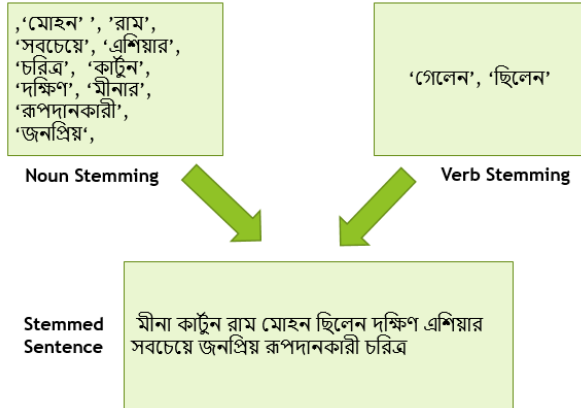 ,‘মোহন’ ’, ’রাম’,
‘সবচেয়ে’, ‘এশিয়ার’,
‘চরিত্র’, ‘কার্টুন’,
‘দক্ষিণ’, ‘মীনার’,
‘রূপদানকারী’,
‘জনপ্রিয়‘,
‘গেলেন’, ‘ছিলেন’
Noun Stemming
Verb Stemming
Stemmed
Sentence
মীনা কার্টুন রাম মোহন ছিলেন দক্ষিণ এশিয়ার
সবচেয়ে জনপ্রিয় রূপদানকারী চরিত্র